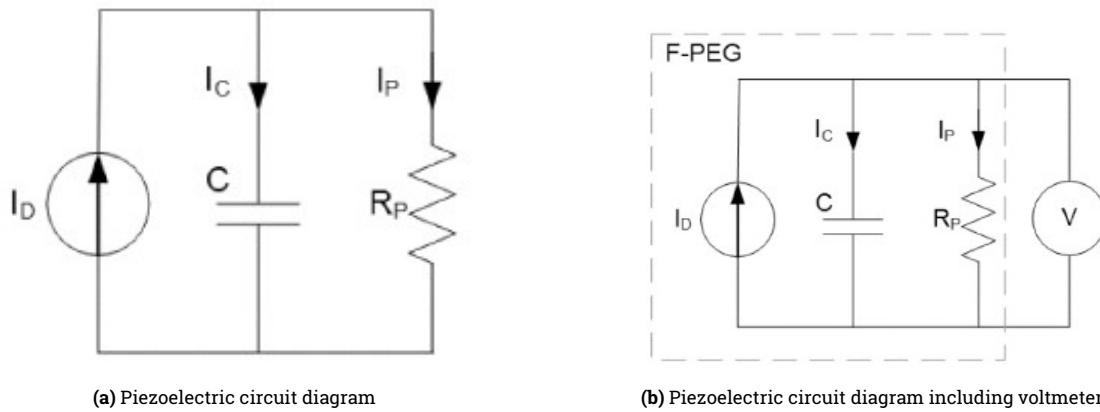 I_C
I_P
I_D
C
R_P
F-PEG
I_C
I_P
I_D
C
R_P
V
(a) Piezoelectric circuit diagram
(b) Piezoelectric circuit diagram including voltmeter